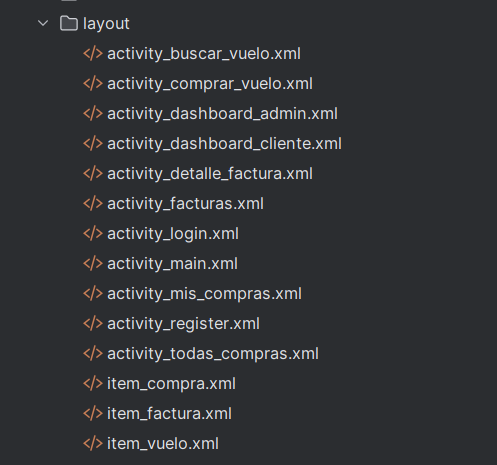 layout
</> activity_buscar_vuelo.xml
</> activity_comprar_vuelo.xml
</> activity_dashboard_admin.xml
</> activity_dashboard_cliente.xml
</> activity_detalle_factura.xml
</> activity_facturas.xml
</> activity_login.xml
</> activity_main.xml
</> activity_mis_compras.xml
</> activity_register.xml
</> activity_todas_compras.xml
</> item_compra.xml
</> item_factura.xml
</> item_vuelo.xml